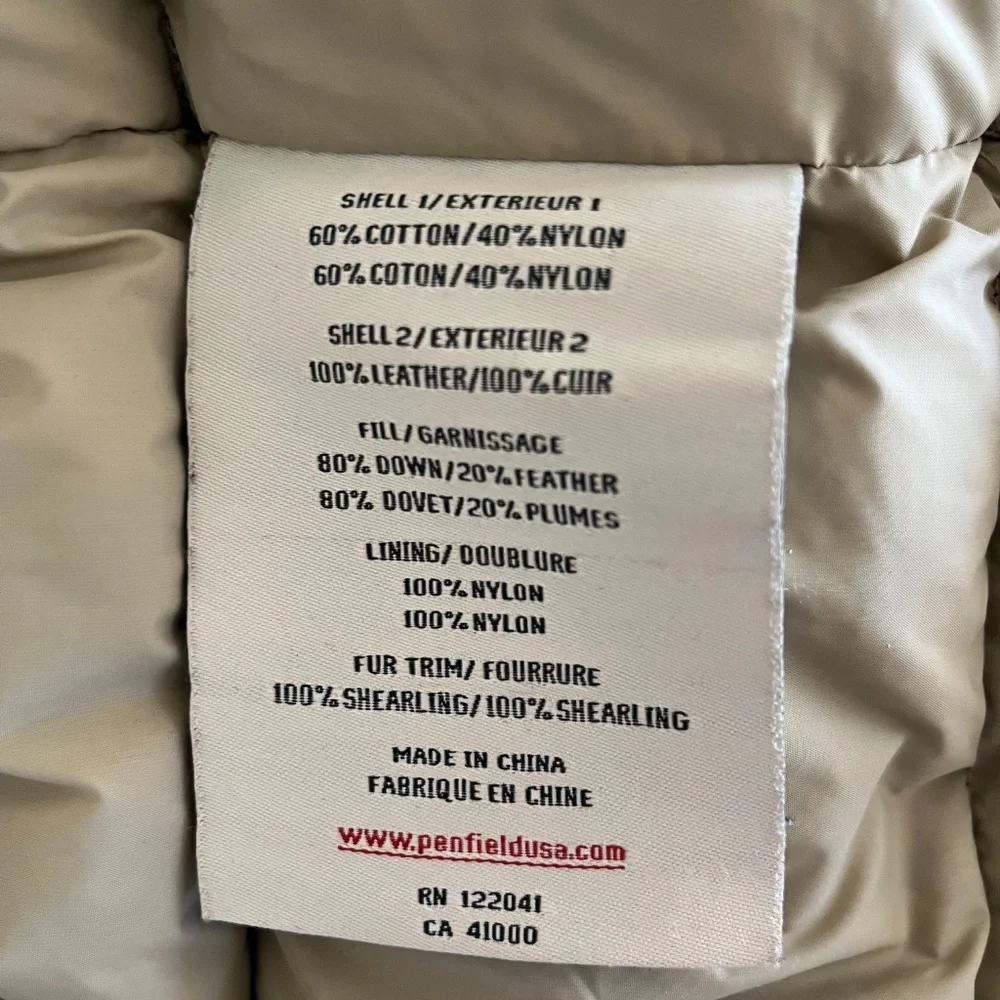 SHELL 1/EXTERIEUR 1
60% COTTON/40% NYLON
60% COTON/40% NYLON
SHELL 2/EXTERIEUR 2
100% LEATHER/100% CUIR
FILL/GARNISSAGE
80% DOWN/20% FEATHER
80% DOVET/20% PLUMES
LINING/ DOUBLURE
100% NYLON
100% NYLON
FUR TRIM/ FOURRURE
100% SHEARLING/100% SHEARLING
MADE IN CHINA
FABRIQUE EN CHINE
www.penfieldusa.com
RN 122041
CA 41000